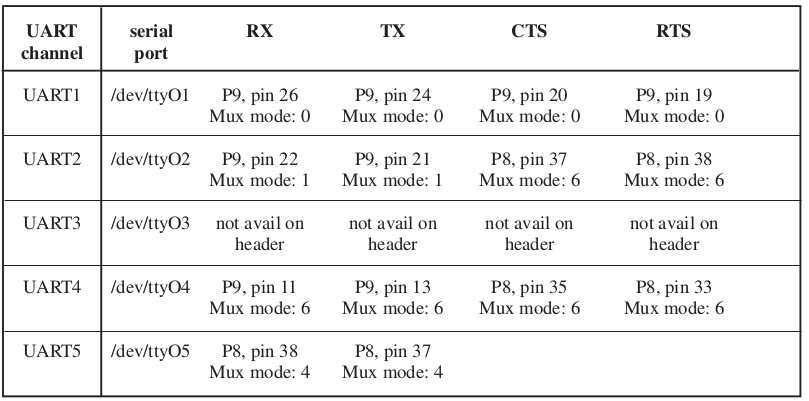 UART channel serial port RX TX CTS RTS
UART1 /dev/ttyO1 P9, pin 26 P9, pin 24 P9, pin 20 P9, pin 19
Mux mode: 0 Mux mode: 0 Mux mode: 0 Mux mode: 0
UART2 /dev/ttyO2 P9, pin 22 P9, pin 21 P8, pin 37 P8, pin 38
Mux mode: 1 Mux mode: 1 Mux mode: 6 Mux mode: 6
UART3 /dev/ttyO3 not avail on not avail on not avail on not avail on
header header header header
UART4 /dev/ttyO4 P9, pin 11 P9, pin 13 P8, pin 35 P8, pin 33
Mux mode: 6 Mux mode: 6 Mux mode: 6 Mux mode: 6
UART5 /dev/ttyO5 P8, pin 38 P8, pin 37
Mux mode: 4 Mux mode: 4